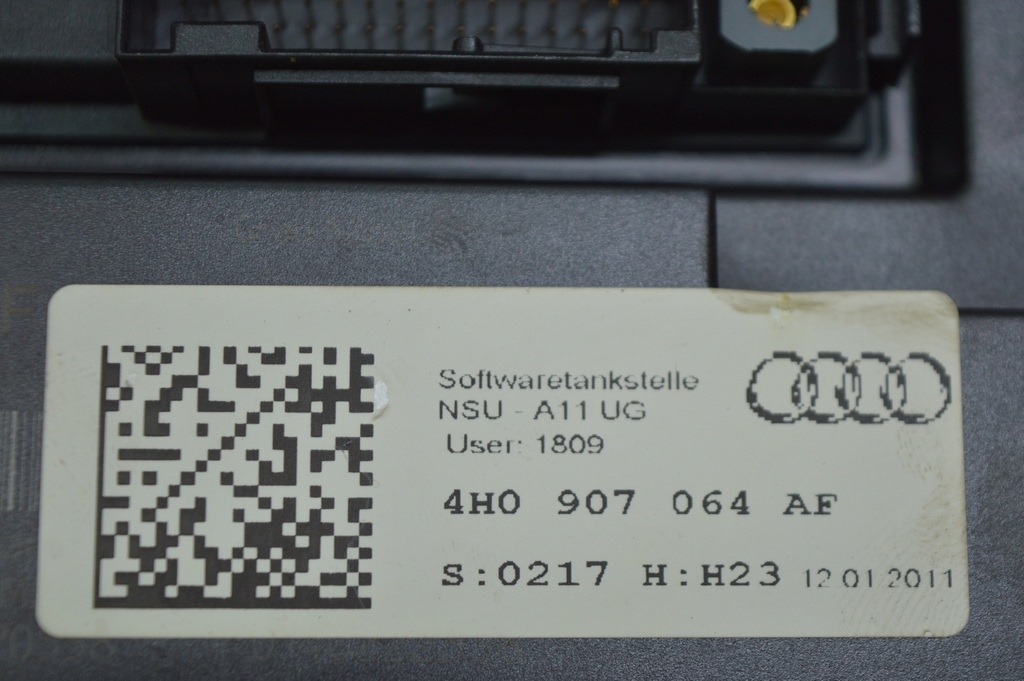 Softwaretankstelle
NSU - A11 UG
User: 1809
4H0 907 064 AF
S:0217 H:H23 12.01.2011